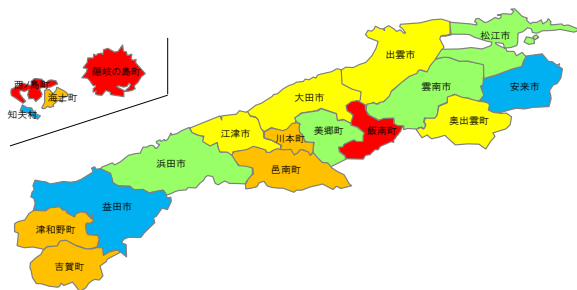 松江市
出雲市
隠岐の島町
西ノ島町
海士町
知夫村
安来市
雲南市
大田市
奥出雲町
飯南町
美郷町
川本町
江津市
邑南町
浜田市
益田市
津和野町
吉賀町